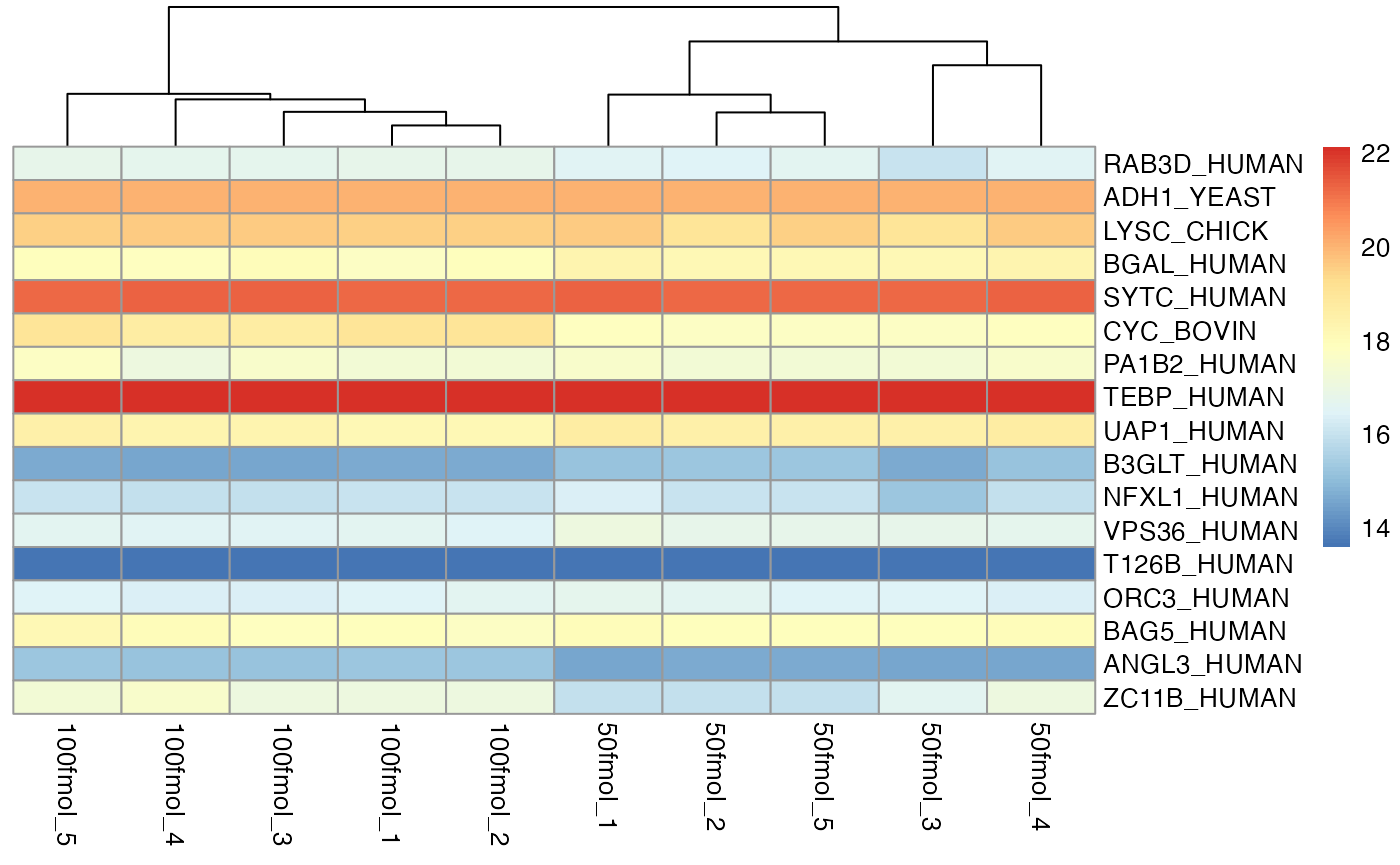 RAB3D_HUMAN
ADH1_YEAST
LYSC_CHICK
BGAL_HUMAN
SYTC_HUMAN
CYC_BOVIN
PA1B2_HUMAN
TEBP_HUMAN
UAP1_HUMAN
B3GLT_HUMAN
NFXL1_HUMAN
VPS36_HUMAN
T126B_HUMAN
ORC3_HUMAN
BAG5_HUMAN
ANGL3_HUMAN
ZC11B_HUMAN
22
20
18
16
14
100fmol_5
100fmol_4
100fmol_3
100fmol_1
100fmol_2
50fmol_1
50fmol_2
50fmol_5
50fmol_3
50fmol_4